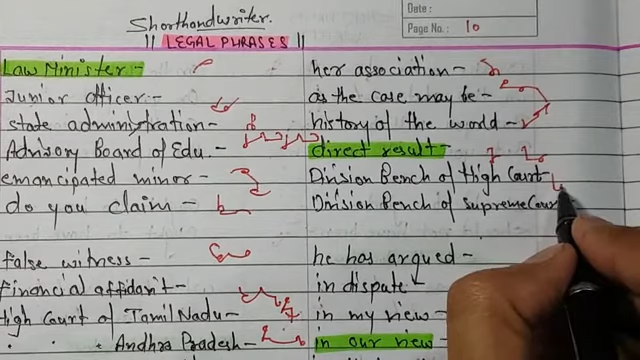 Date :
Page No. : 10
Shorthandwriter.
|| LEGAL PHRASES ||
Law Minister -
Junior officer -
State administration -
Advisory Board of Edu. -
emancipated minor -
do you claim -
false witness -
financial affidavit -
High Court of Tamil Nadu -
. . Andhra Pradesh -
her association -
as the case may be -
history of the world -
direct result -
Division Bench of High Court -
Division Bench of Supreme Court
he has argued -
in dispute
in my view -
in our view -